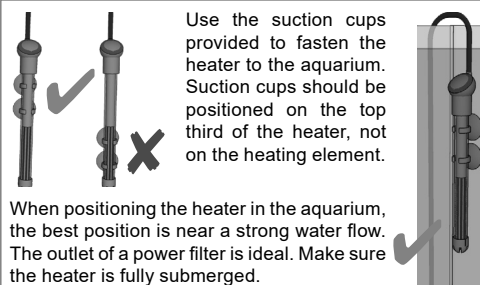 Use the suction cups
provided to fasten the
heater to the aquarium.
Suction cups should be
positioned on the top
third of the heater, not
on the heating element.
When positioning the heater in the aquarium,
the best position is near a strong water flow.
The outlet of a power filter is ideal. Make sure
the heater is fully submerged.